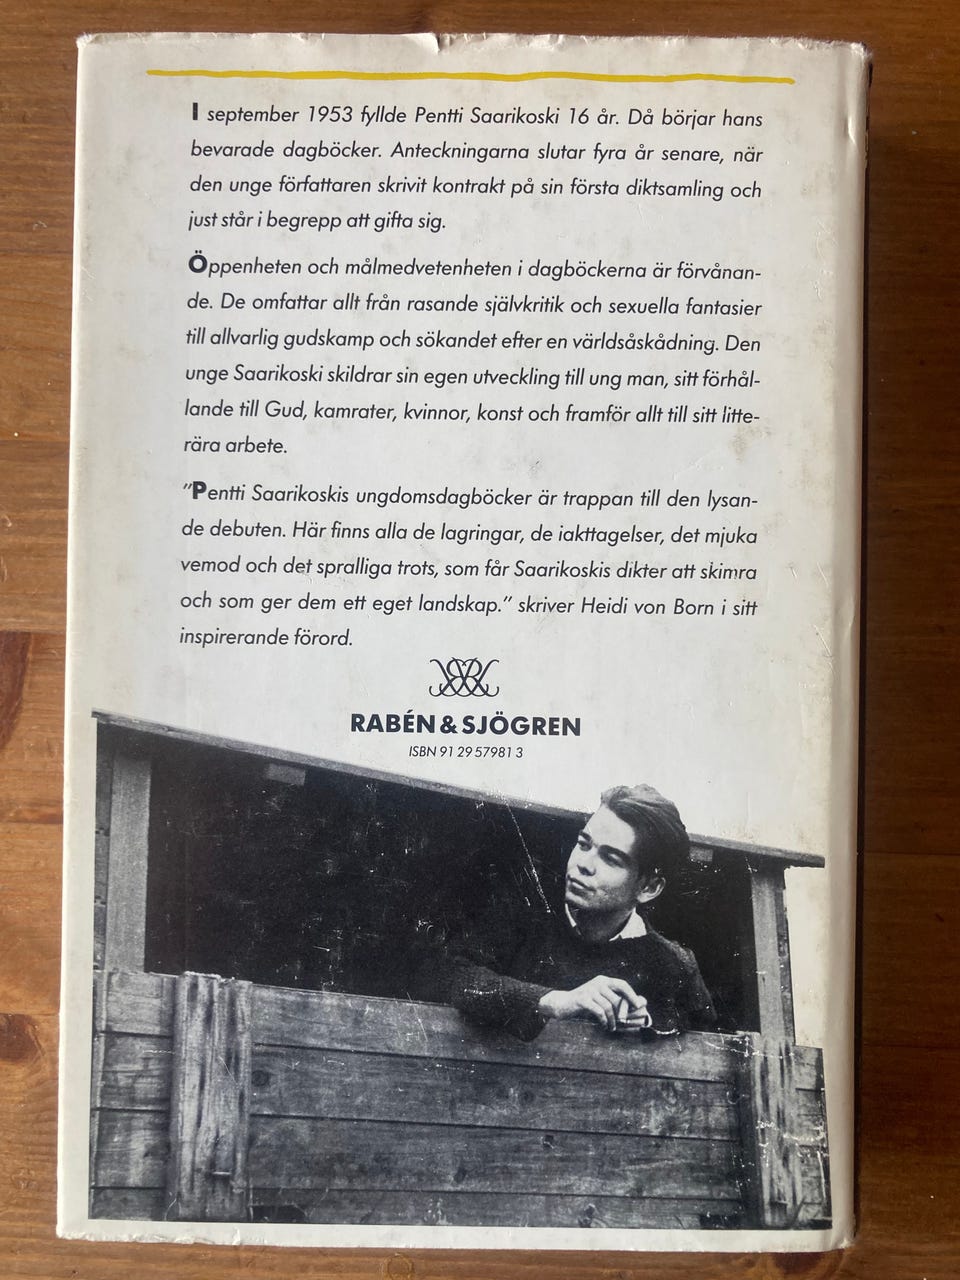 I september 1953 fyllde Pentti Saarikoski 16 år. Då börjar hans
bevarade dagböcker. Anteckningarna slutar fyra år senare, när
den unge författaren skrivit kontrakt på sin första diktsamling och
just står i begrepp att gifta sig.
Öppenheten och målmedvetenheten i dagböckerna är förvånan-
de. De omfattar allt från rasande självkritik och sexuella fantasier
till allvarlig gudskamp och sökandet efter en världsåskådning. Den
unge Saarikoski skildrar sin egen utveckling till ung man, sitt förhål-
lande till Gud, kamrater, kvinnor, konst och framför allt till sitt litte-
rära arbete.
"Pentti Saarikoskis ungdomsdagböcker är trappan till den lysan-
de debuten. Här finns alla de lagringar, de iakttagelser, det mjuka
vemod och det spralliga trots, som får Saarikoskis dikter att skimra
och som ger dem ett eget landskap." skriver Heidi von Born i sitt
inspirerande förord.
RABÉN & SJÖGREN
ISBN 91 29 57981 3